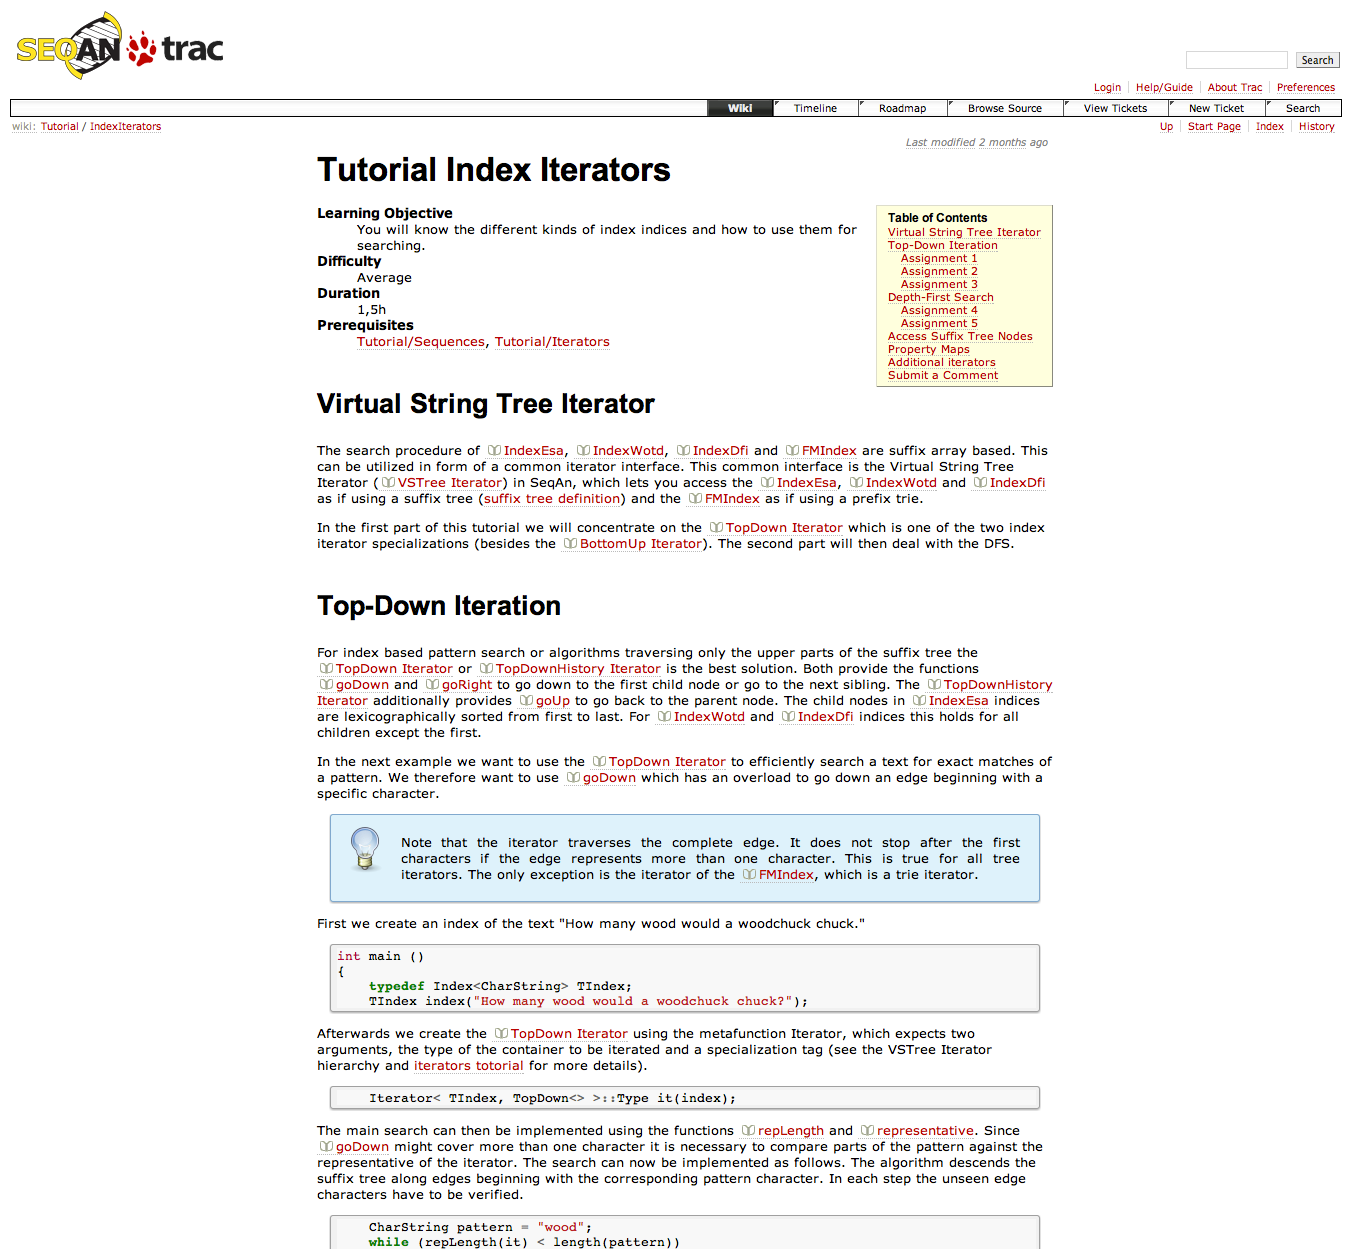 SEQAN trac
Search
Login Help/Guide About Trac Preferences
Wiki Timeline Roadmap Browse Source View Tickets New Ticket Search
wiki: Tutorial / IndexIterators
Up Start Page Index History
Last modified 2 months ago
Tutorial Index Iterators
Learning Objective
You will know the different kinds of index indices and how to use them for
searching.
Difficulty
Average
Duration
1,5h
Prerequisites
Tutorial/Sequences, Tutorial/Iterators
Table of Contents
Virtual String Tree Iterator
Top-Down Iteration
Assignment 1
Assignment 2
Assignment 3
Depth-First Search
Assignment 4
Assignment 5
Access Suffix Tree Nodes
Property Maps
Additional iterators
Submit a Comment
Virtual String Tree Iterator
The search procedure of IndexEsa, IndexWotd, IndexDfi and FMIndex are suffix array based. This
can be utilized in form of a common iterator interface. This common interface is the Virtual String Tree
Iterator (VSTree Iterator) in SeqAn, which lets you access the IndexEsa, IndexWotd and IndexDfi
as if using a suffix tree (suffix tree definition) and the FMIndex as if using a prefix trie.
In the first part of this tutorial we will concentrate on the TopDown Iterator which is one of the two index
iterator specializations (besides the BottomUp Iterator). The second part will then deal with the DFS.
Top-Down Iteration
For index based pattern search or algorithms traversing only the upper parts of the suffix tree the
TopDown Iterator or TopDownHistory Iterator is the best solution. Both provide the functions
goDown and goRight to go down to the first child node or go to the next sibling. The TopDownHistory
Iterator additionally provides goUp to go back to the parent node. The child nodes in IndexEsa indices
are lexicographically sorted from first to last. For IndexWotd and IndexDfi indices this holds for all
children except the first.
In the next example we want to use the TopDown Iterator to efficiently search a text for exact matches of
a pattern. We therefore want to use goDown which has an overload to go down an edge beginning with a
specific character.
Note that the iterator traverses the complete edge. It does not stop after the first
characters if the edge represents more than one character. This is true for all tree
iterators. The only exception is the iterator of the FMIndex, which is a trie iterator.
First we create an index of the text "How many wood would a woodchuck chuck."
int main ()
{
typedef Index<CharString> TIndex;
TIndex index("How many wood would a woodchuck chuck?");
Afterwards we create the TopDown Iterator using the metafunction Iterator, which expects two
arguments, the type of the container to be iterated and a specialization tag (see the VSTree Iterator
hierarchy and iterators totorial for more details).
Iterator< TIndex, TopDown<> >::Type it(index);
The main search can then be implemented using the functions repLength and representative. Since
goDown might cover more than one character it is necessary to compare parts of the pattern against the
representative of the iterator. The search can now be implemented as follows. The algorithm descends the
suffix tree along edges beginning with the corresponding pattern character. In each step the unseen edge
characters have to be verified.
CharString pattern = "wood";
while (repLength(it) < length(pattern))